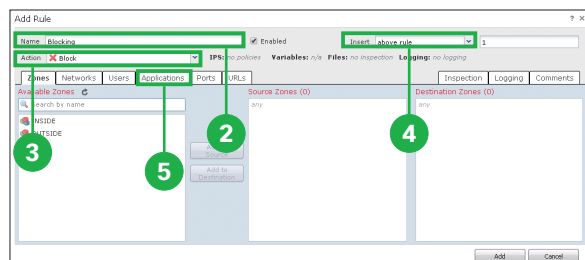 Add Rule ? ×
Name Blocking Enabled Insert above rule 1
Action Block IPS: no policies Variables: n/a Files: no inspection Logging: no logging
Zones Networks Users Applications Ports URLs Inspection Logging Comments
Available Zones Source Zones (0) Destination Zones (0)
Search by name any any
INSIDE
OUTSIDE
2
4
3
5
Source
Add to
Destination
Add Cancel